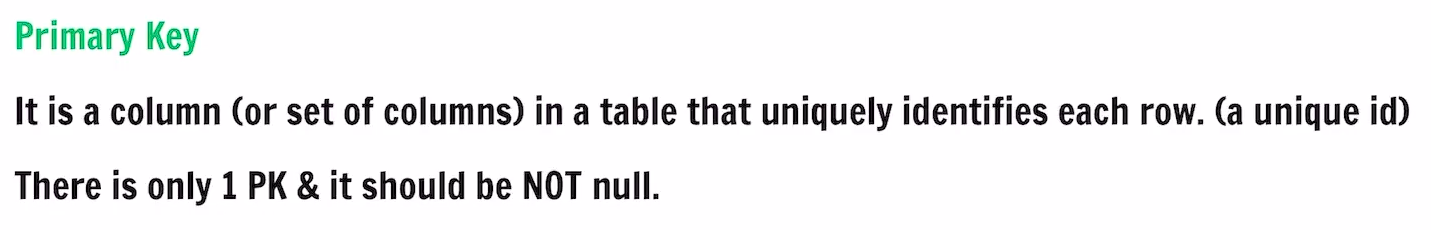 Primary Key
It is a column (or set of columns) in a table that uniquely identifies each row. (a unique id)
There is only 1 PK & it should be NOT null.